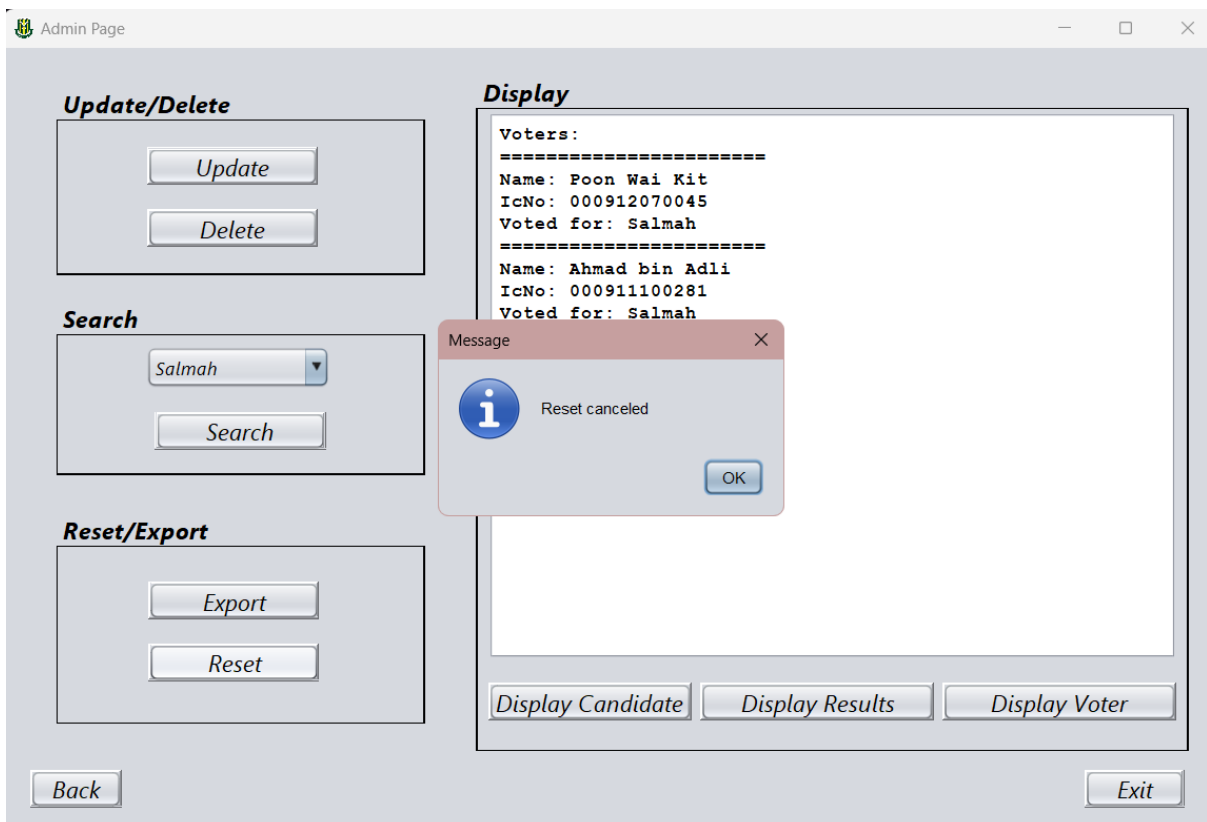 Admin Page
Update/Delete
Update
Delete
Search
Salmah
Search
Reset/Export
Export
Reset
Display
Voters:
=======================
Name: Poon Wai Kit
IcNo: 000912070045
Voted for: Salmah
=======================
Name: Ahmad bin Adli
IcNo: 000911100281
Voted for: Salmah
Message
Reset canceled
OK
Display Candidate
Display Results
Display Voter
Back
Exit